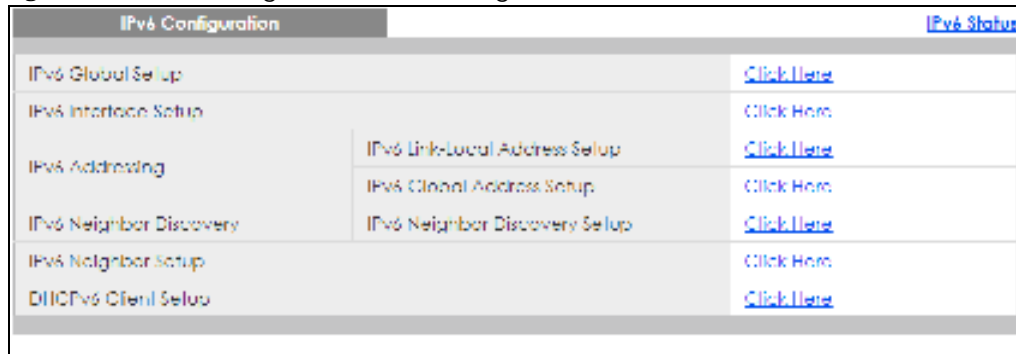 IPv6 Configuration IPv6 Status
IPv6 Global Setup Click Here
IPv6 Interface Setup Click Here
IPv6 Addressing
IPv6 Link-Local Address Setup Click Here
IPv6 Global Address Setup Click Here
IPv6 Neighbor Discovery IPv6 Neighbor Discovery Setup Click Here
IPv6 Neighbor Setup Click Here
DHCPv6 Client Setup Click Here